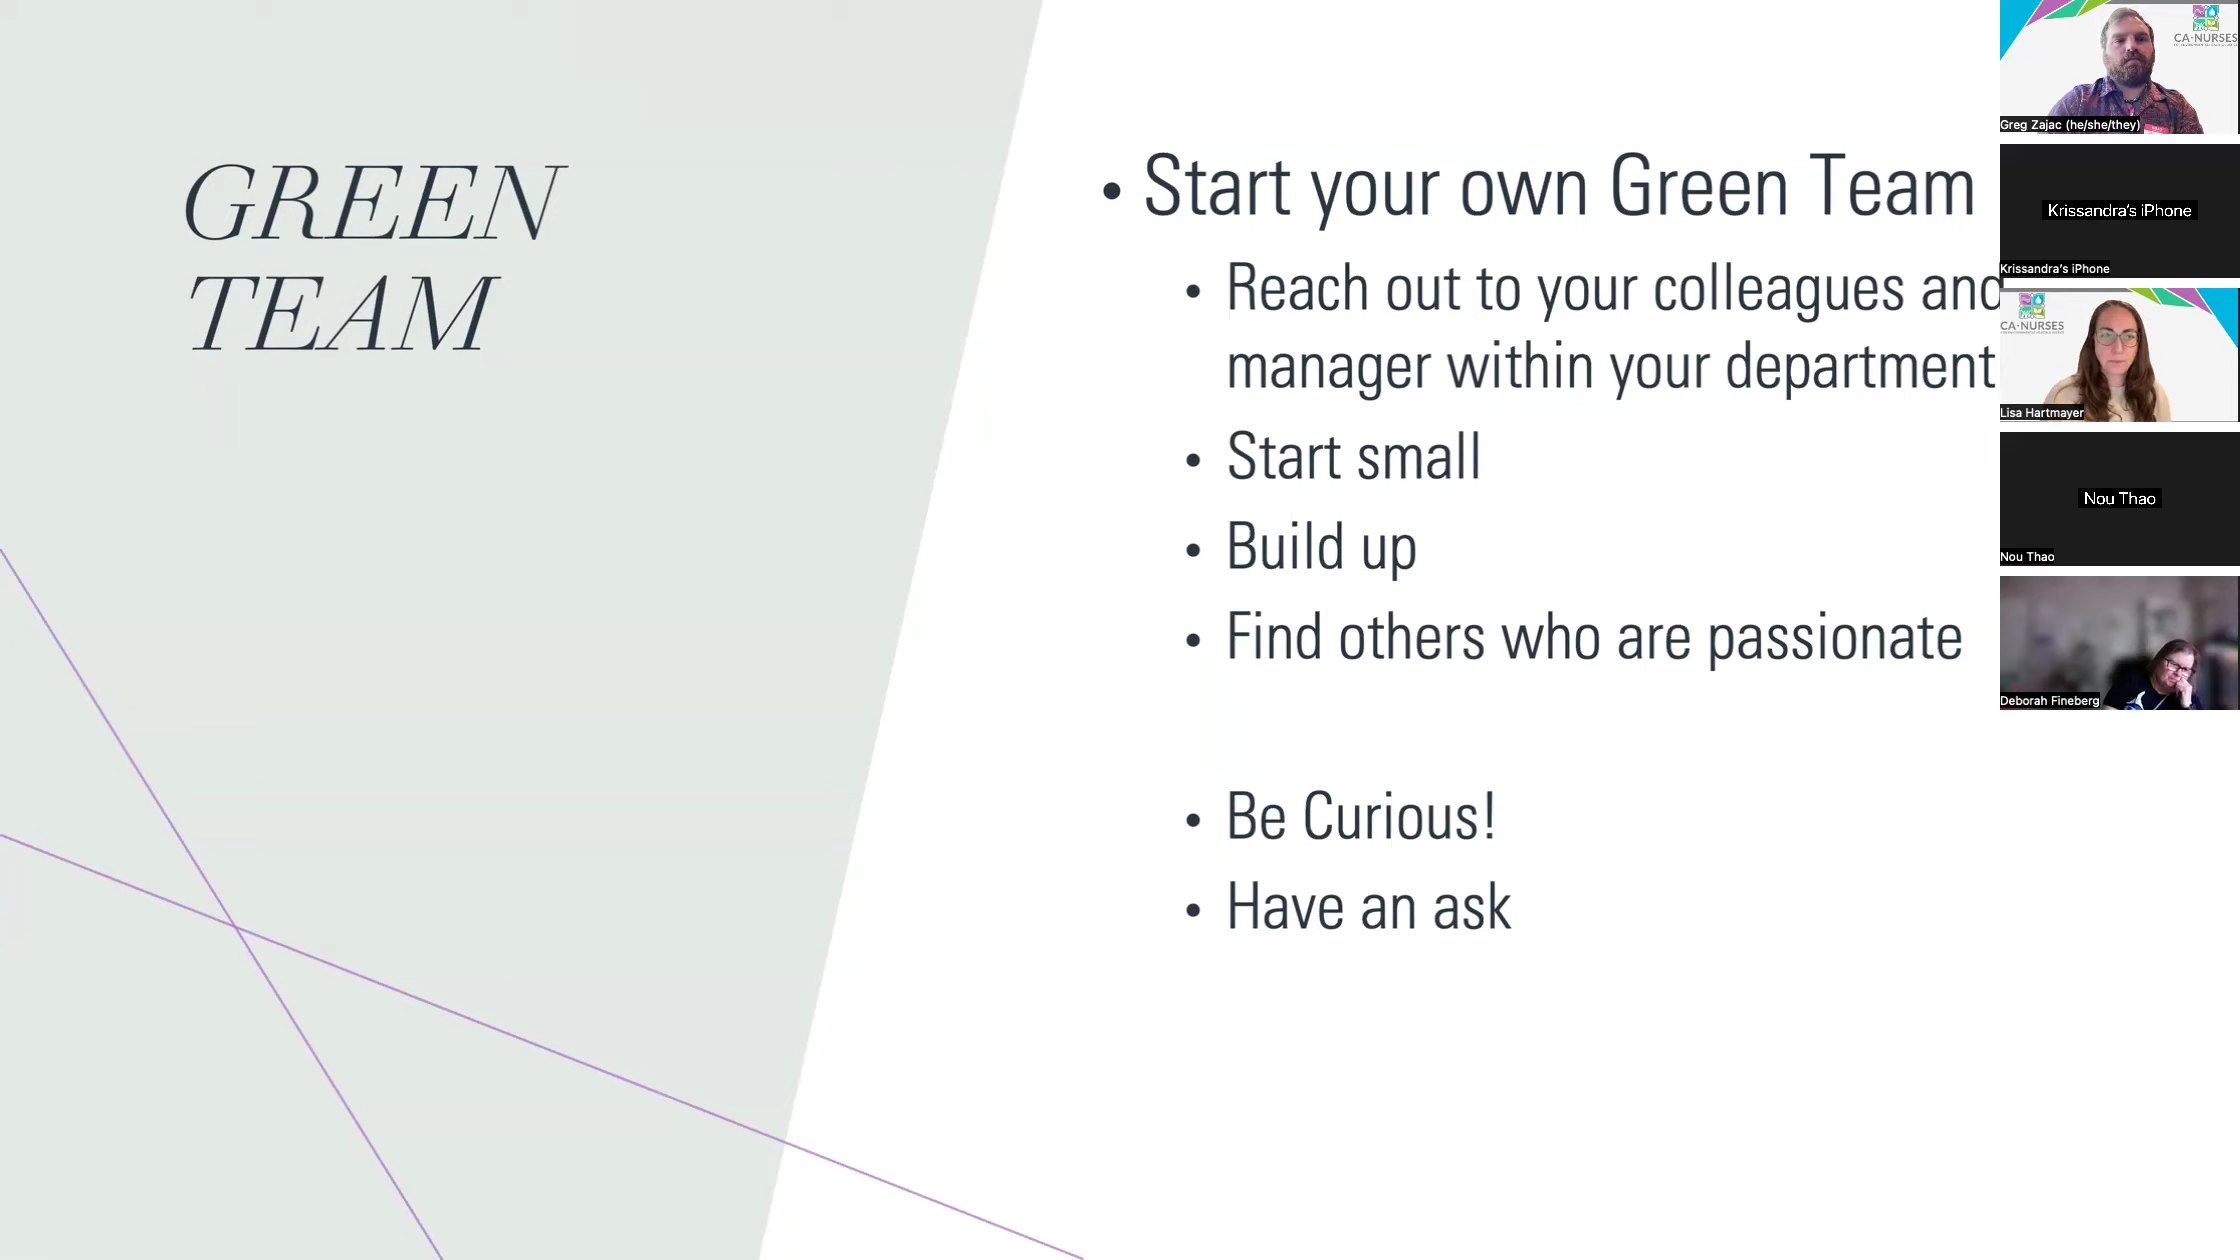 GREEN
TEAM
• Start your own Green Team
• Reach out to your colleagues and
manager within your department
• Start small
• Build up
• Find others who are passionate
• Be Curious!
• Have an ask
CA·NURSES
Greg Zajac (he/she/they)
Krissandra's iPhone
Krissandra's iPhone
CA·NURSES
Lisa Hartmayer
Nou Thao
Nou Thao
Deborah Fineberg